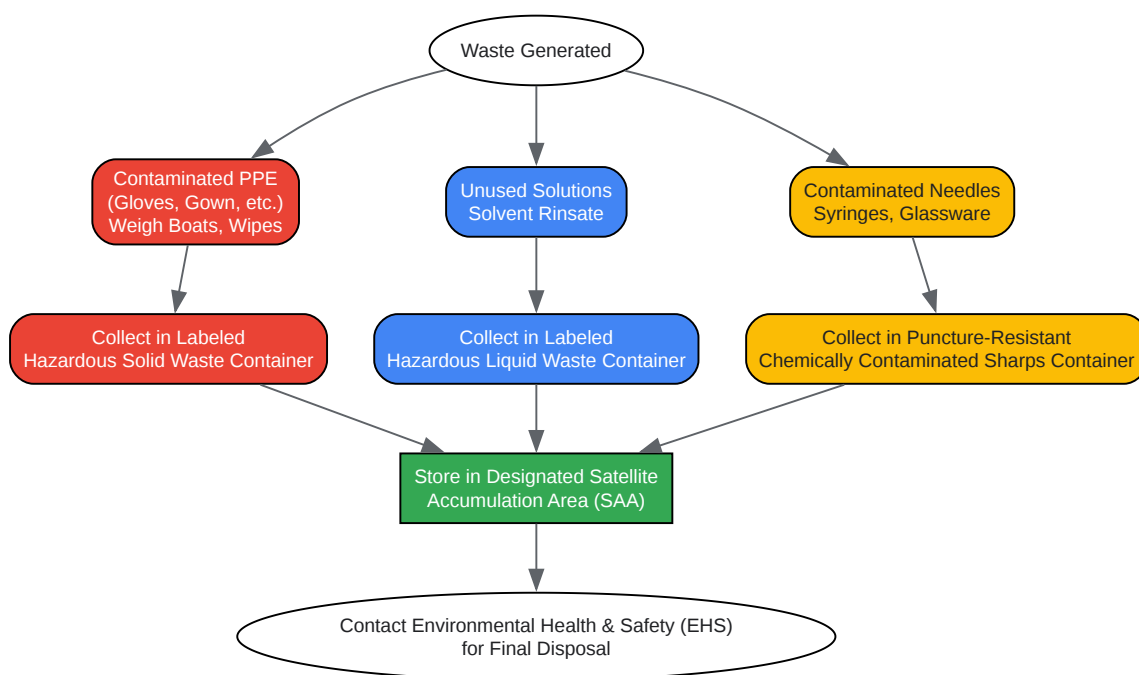 Waste Generated
Contaminated PPE
(Gloves, Gown, etc.)
Weigh Boats, Wipes
Unused Solutions
Solvent Rinsate
Contaminated Needles
Syringes, Glassware
Collect in Labeled
Hazardous Solid Waste Container
Collect in Labeled
Hazardous Liquid Waste Container
Collect in Puncture-Resistant
Chemically Contaminated Sharps Container
Store in Designated Satellite
Accumulation Area (SAA)
Contact Environmental Health & Safety (EHS)
for Final Disposal